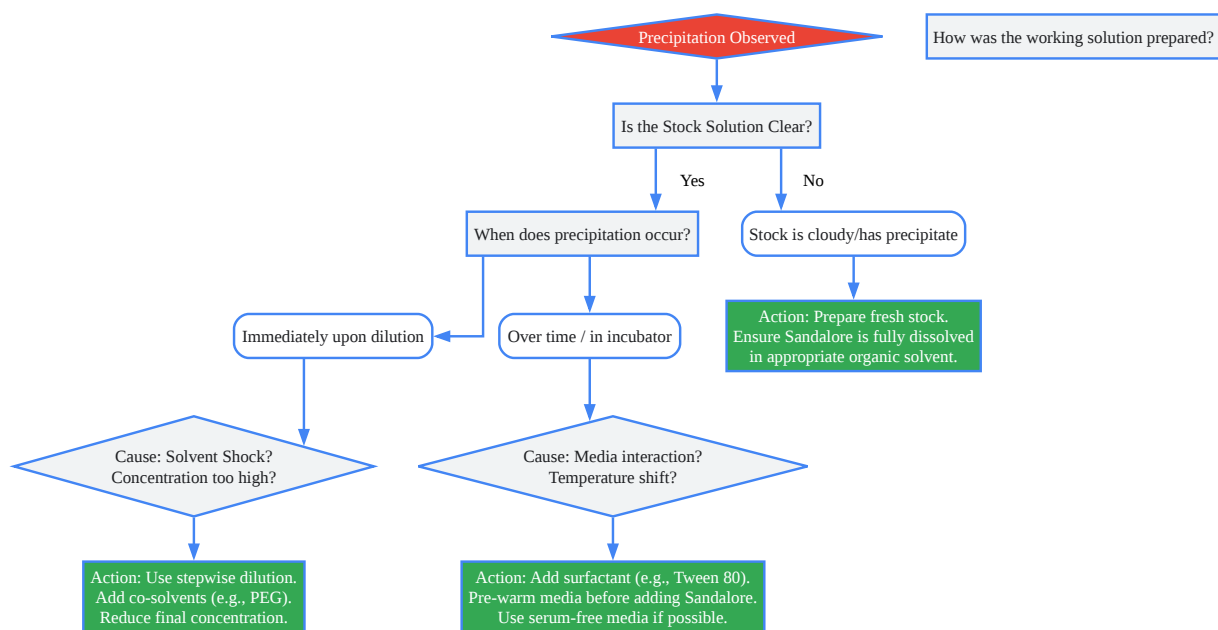 Precipitation Observed
How was the working solution prepared?
Is the Stock Solution Clear?
Yes
No
When does precipitation occur?
Stock is cloudy/has precipitate
Immediately upon dilution
Over time / in incubator
Action: Prepare fresh stock.
Ensure Sandalore is fully dissolved
in appropriate organic solvent.
Cause: Solvent Shock?
Concentration too high?
Cause: Media interaction?
Temperature shift?
Action: Use stepwise dilution.
Add co-solvents (e.g., PEG).
Reduce final concentration.
Action: Add surfactant (e.g., Tween 80).
Pre-warm media before adding Sandalore.
Use serum-free media if possible.